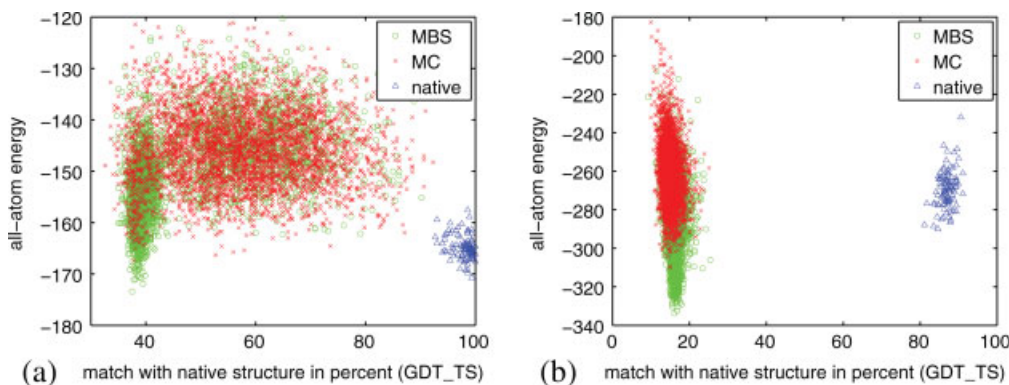 −120
−130
−140
−150
−160
−170
−180
all−atom energy
40
60
80
100
MBS
MC
native
(a)
match with native structure in percent (GDT_TS)
−180
−200
−220
−240
−260
−280
−300
−320
−340
all−atom energy
0
20
40
60
80
100
MBS
MC
native
(b)
match with native structure in percent (GDT_TS)